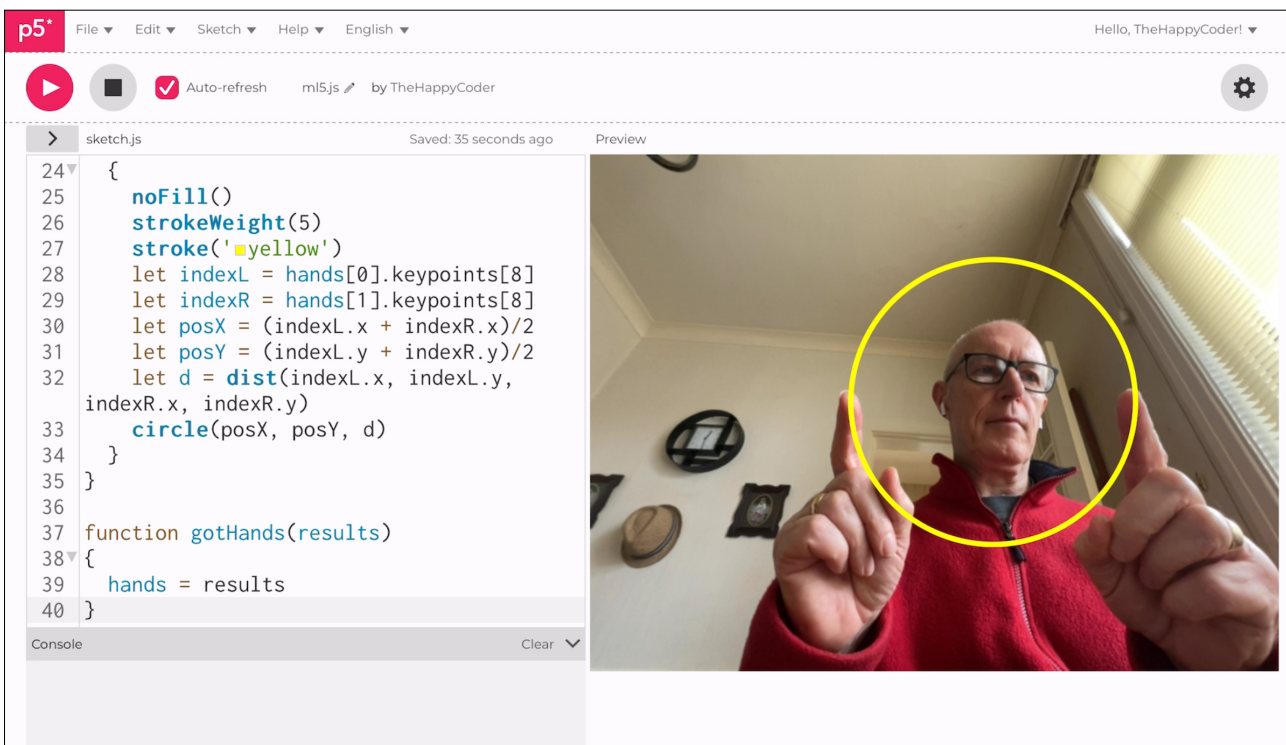 p5* File Edit Sketch Help English Hello, TheHappyCoder!
Auto-refresh ml5.js by TheHappyCoder
sketch.js Saved: 35 seconds ago Preview
24 {
25 noFill()
26 strokeWeight(5)
27 stroke('yellow')
28 let indexL = hands[0].keypoints[8]
29 let indexR = hands[1].keypoints[8]
30 let posX = (indexL.x + indexR.x)/2
31 let posY = (indexL.y + indexR.y)/2
32 let d = dist(indexL.x, indexL.y,
indexR.x, indexR.y)
33 circle(posX, posY, d)
34 }
35 }
36
37 function gotHands(results)
38 {
39 hands = results
40 }
Console Clear